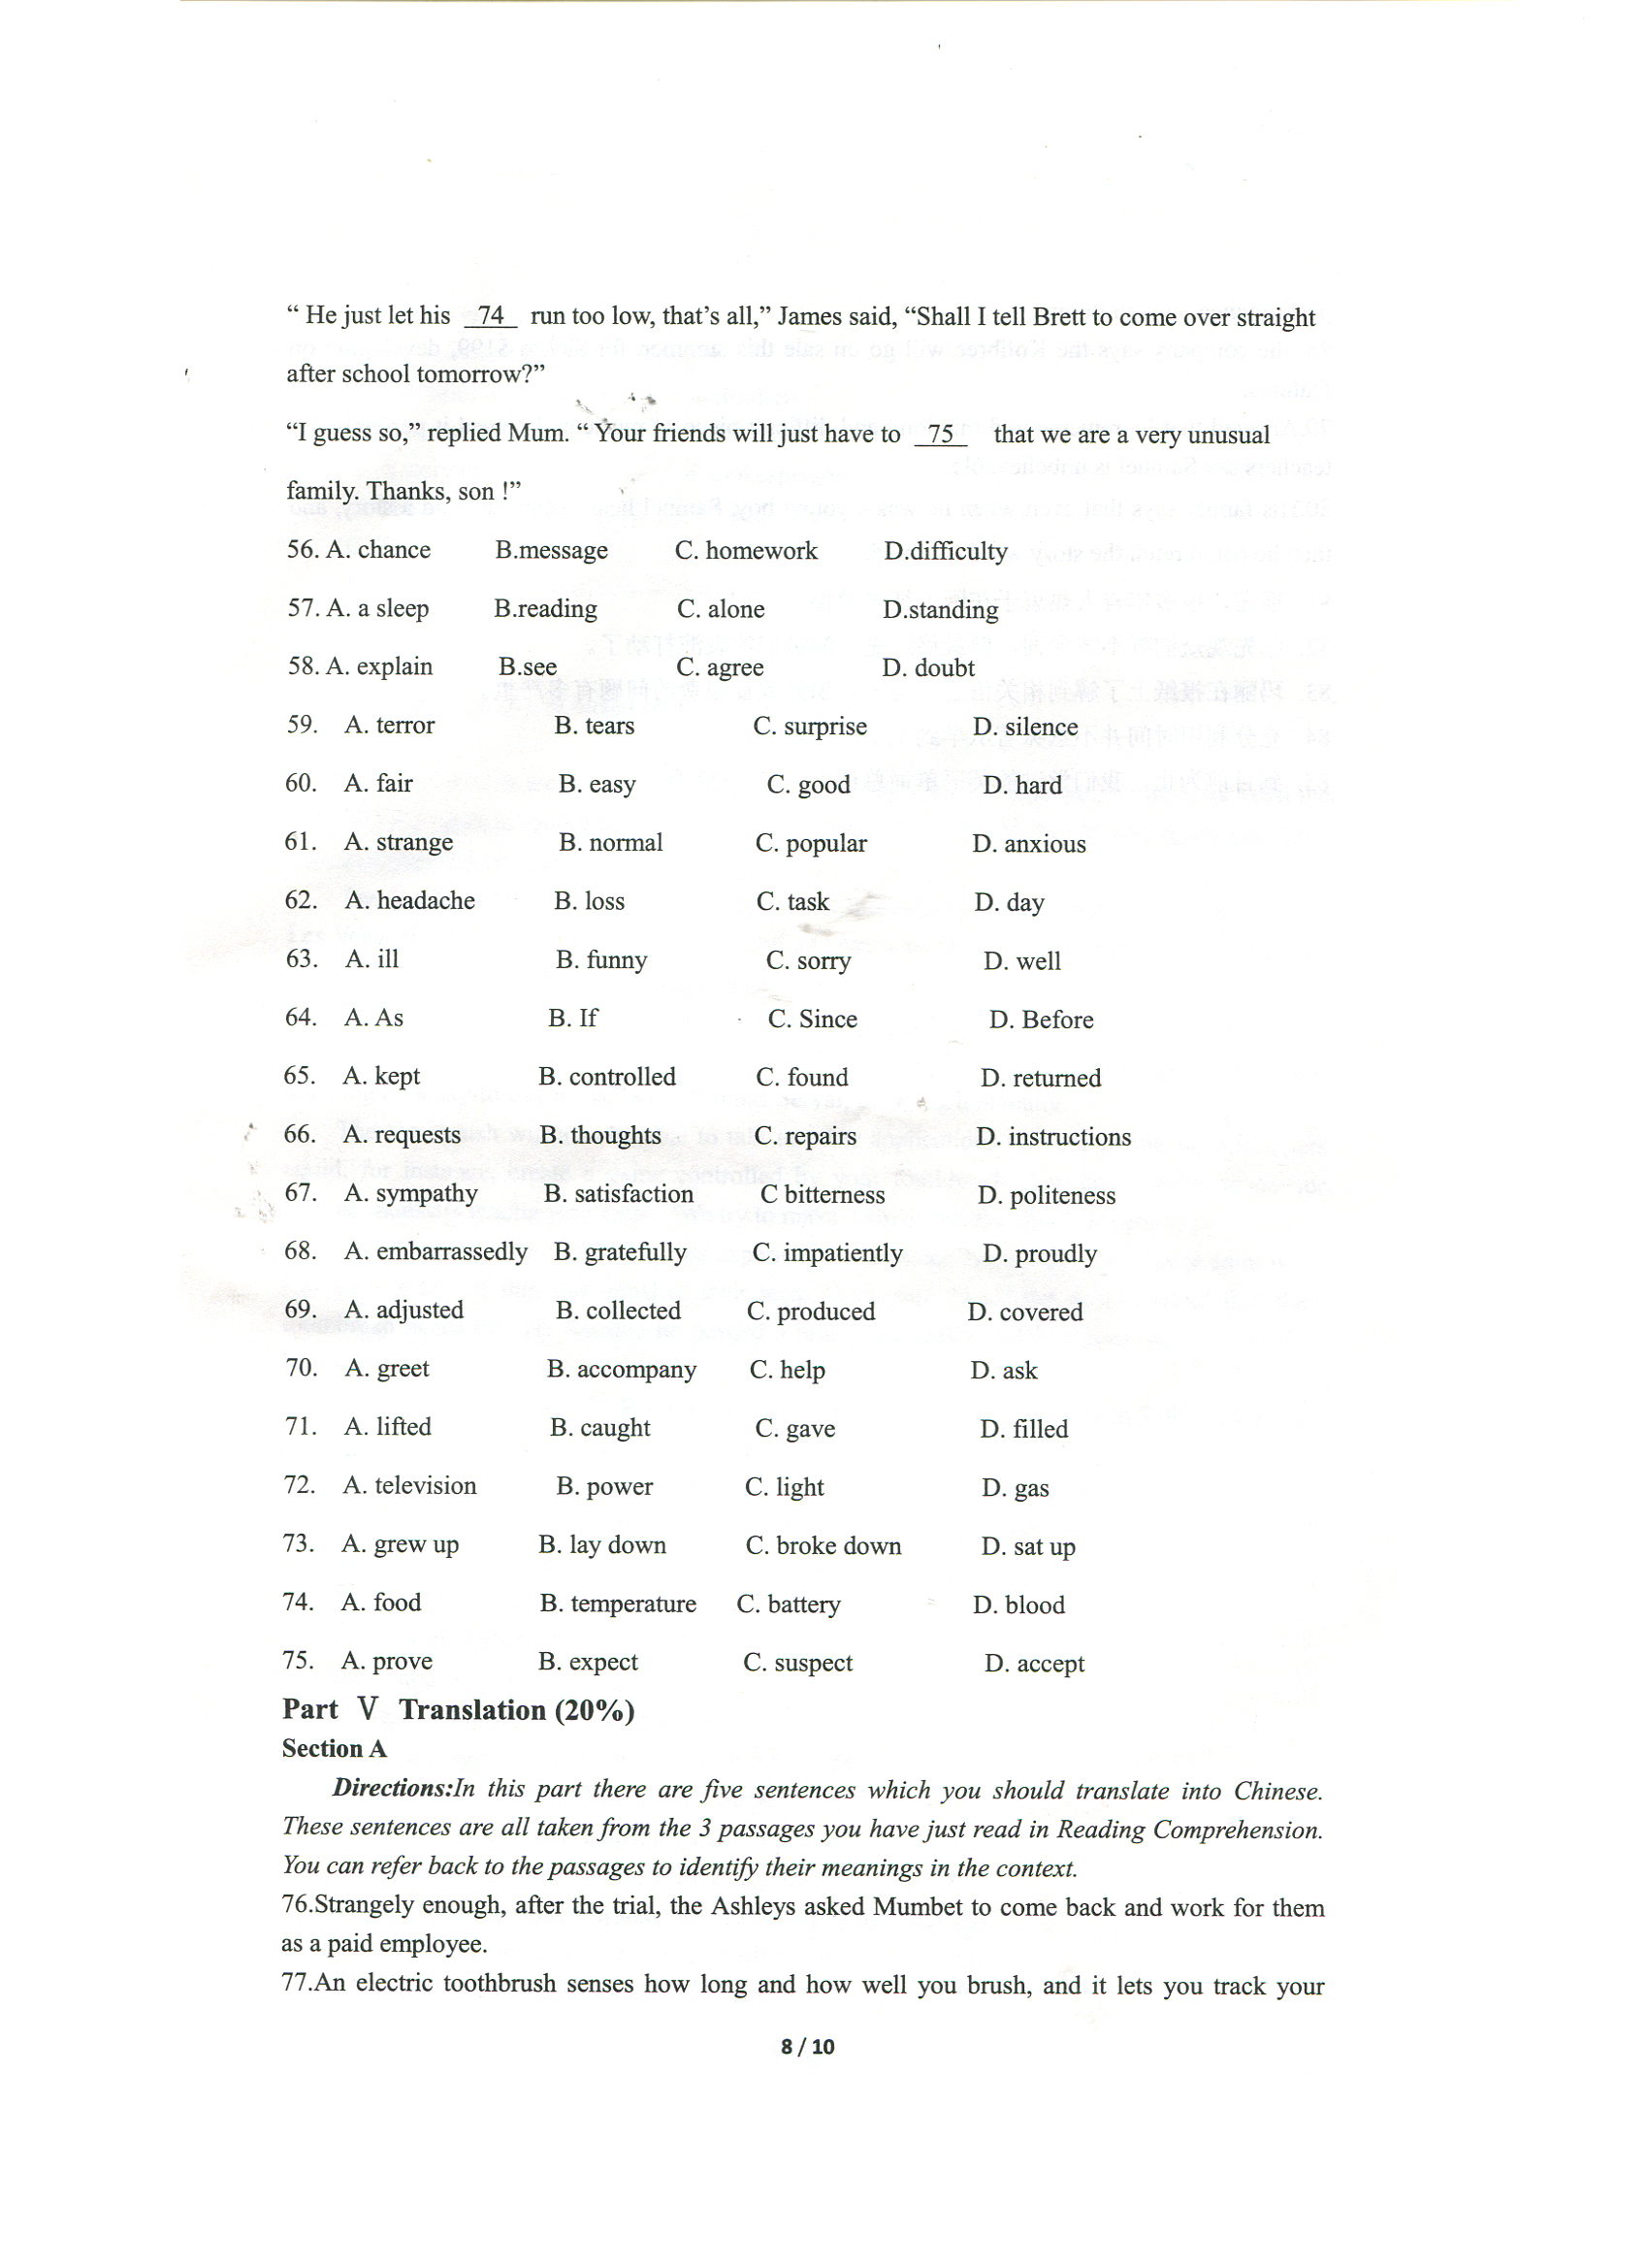 “ He just let his 74 run too low, that’s all,” James said, “Shall I tell Brett to come over straight
after school tomorrow?”
“I guess so,” replied Mum. “ Your friends will just have to 75 that we are a very unusual
family. Thanks, son !”
56. A. chance B.message C. homework D.difficulty
57. A. a sleep B.reading C. alone D.standing
58. A. explain B.see C. agree D. doubt
59. A. terror B. tears C. surprise D. silence
60. A. fair B. easy C. good D. hard
61. A. strange B. normal C. popular D. anxious
62. A. headache B. loss C. task D. day
63. A. ill B. funny C. sorry D. well
64. A. As B. If C. Since D. Before
65. A. kept B. controlled C. found D. returned
66. A. requests B. thoughts C. repairs D. instructions
67. A. sympathy B. satisfaction C bitterness D. politeness
68. A. embarrassedly B. gratefully C. impatiently D. proudly
69. A. adjusted B. collected C. produced D. covered
70. A. greet B. accompany C. help D. ask
71. A. lifted B. caught C. gave D. filled
72. A. television B. power C. light D. gas
73. A. grew up B. lay down C. broke down D. sat up
74. A. food B. temperature C. battery D. blood
75. A. prove B. expect C. suspect D. accept
Part Ⅴ Translation (20%)
Section A
Directions:In this part there are five sentences which you should translate into Chinese.
These sentences are all taken from the 3 passages you have just read in Reading Comprehension.
You can refer back to the passages to identify their meanings in the context.
76.Strangely enough, after the trial, the Ashleys asked Mumbet to come back and work for them
as a paid employee.
77.An electric toothbrush senses how long and how well you brush, and it lets you track your
8 / 10